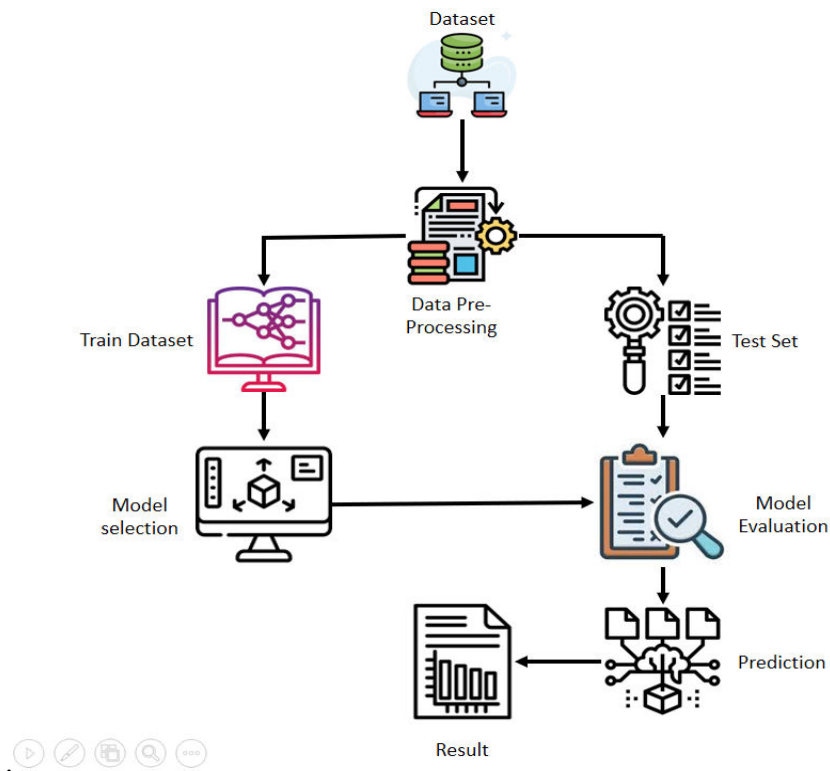 Dataset
Data Pre-
Processing
Train Dataset
Test Set
Model
selection
Model
Evaluation
Prediction
Result